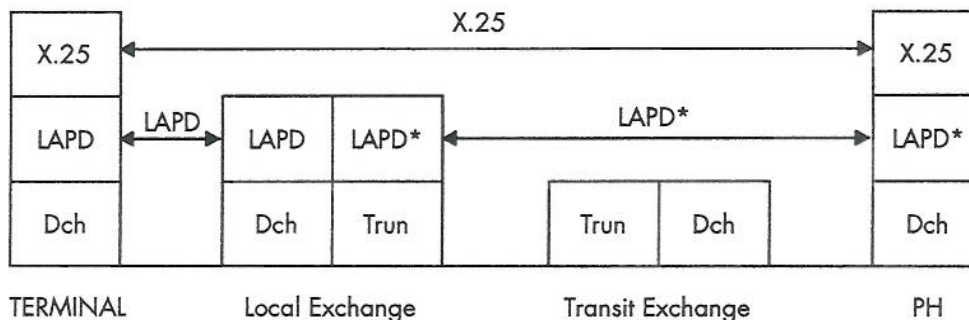 X.25
X.25
X.25
LAPD
LAPD
LAPD
LAPD*
LAPD*
LAPD*
Dch
Dch
Trun
Trun
Dch
Dch
TERMINAL
Local Exchange
Transit Exchange
PH